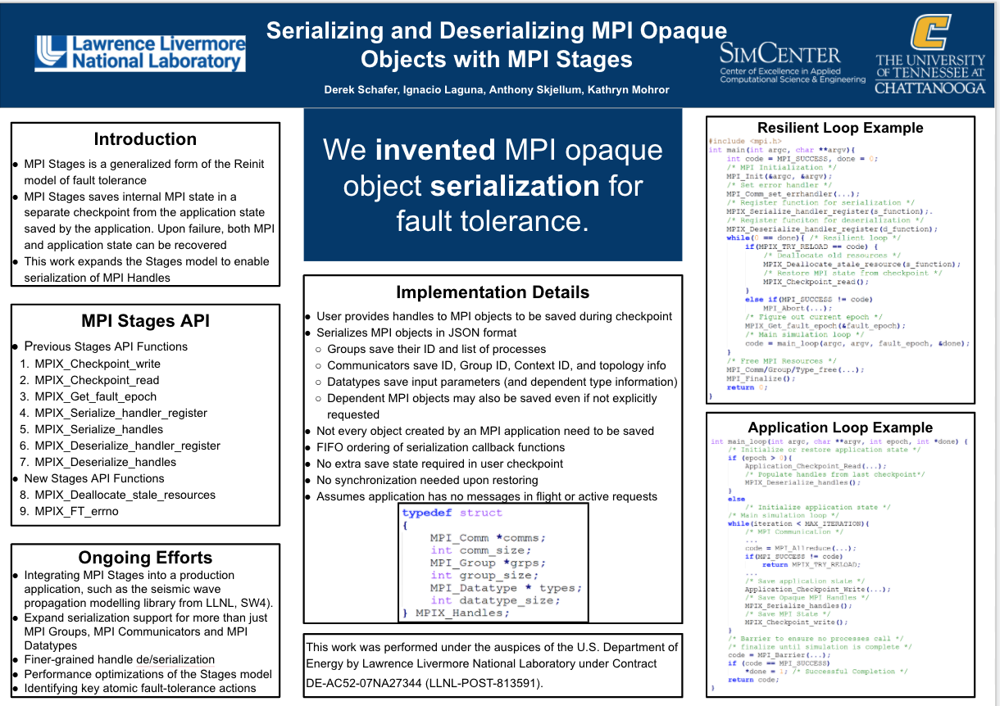 Lawrence Livermore
National Laboratory
Serializing and Deserializing MPI Opaque
Objects with MPI Stages
Derek Schafer, Ignacio Laguna, Anthony Skjellum, Kathryn Mohror
SIMCENTER
Center of Excellence in Applied
Computational Science & Engineering
C
THE UNIVERSITY
OF TENNESSEE AT
CHATTANOOGA
Introduction
● MPI Stages is a generalized form of the Reinit
model of fault tolerance
● MPI Stages saves internal MPI state in a
separate checkpoint from the application state
saved by the application. Upon failure, both MPI
and application state can be recovered
● This work expands the Stages model to enable
serialization of MPI Handles
MPI Stages API
● Previous Stages API Functions
1. MPIX_Checkpoint_write
2. MPIX_Checkpoint_read
3. MPIX_Get_fault_epoch
4. MPIX_Serialize_handler_register
5. MPIX_Serialize_handles
6. MPIX_Deserialize_handler_register
7. MPIX_Deserialize_handles
● New Stages API Functions
8. MPIX_Deallocate_stale_resources
9. MPIX_FT_errno
Ongoing Efforts
● Integrating MPI Stages into a production
application, such as the seismic wave
propagation modelling library from LLNL, SW4).
● Expand serialization support for more than just
MPI Groups, MPI Communicators and MPI
Datatypes
● Finer-grained handle de/serialization
● Performance optimizations of the Stages model
● Identifying key atomic fault-tolerance actions
We invented MPI opaque
object serialization for
fault tolerance.
Implementation Details
● User provides handles to MPI objects to be saved during checkpoint
● Serializes MPI objects in JSON format
○ Groups save their ID and list of processes
○ Communicators save ID, Group ID, Context ID, and topology info
○ Datatypes save input parameters (and dependent type information)
○ Dependent MPI objects may also be saved even if not explicitly
requested
● Not every object created by an MPI application need to be saved
● FIFO ordering of serialization callback functions
● No extra save state required in user checkpoint
● No synchronization needed upon restoring
● Assumes application has no messages in flight or active requests
typedef struct
{
MPI_Comm *comms;
int comm_size;
MPI_Group *grps;
int group_size;
MPI_Datatype * types;
int datatype_size;
} MPIX_Handles;
This work was performed under the auspices of the U.S. Department of
Energy by Lawrence Livermore National Laboratory under Contract
DE-AC52-07NA27344 (LLNL-POST-813591).
Resilient Loop Example
#include <mpi.h>
int main(int argc, char **argv){
int code = MPI_SUCCESS, done = 0;
/* MPI Initialization */
MPI_Init(&argc, &argv);
/* Set error handler */
MPI_Comm_set_errhandler(...);
/* Register function for serialization */
MPIX_Serialize_handler_register(s_function);.
/* Register funciton for deserialization */
MPIX_Deserialize_handler_register(d_function);
while(0 == done){ /* Resilient loop */
if(MPIX_TRY_RELOAD == code) {
/* Deallocate old resources */
MPIX_Deallocate_stale_resource(s_function);
/* Restore MPI state from checkpoint */
MPIX_Checkpoint_read();
}
else if(MPI_SUCCESS != code)
MPI_Abort(...);
/* Figure out current epoch */
MPIX_Get_fault_epoch(&fault_epoch);
/* Main simulation loop */
code = main_loop(argc, argv, fault_epoch, &done);
}
/* Free MPI Resources */
MPI_Comm/Group/Type_free(...);
MPI_Finalize();
return 0;
}
Application Loop Example
int main_loop(int argc, char **argv, int epoch, int *done) {
/* Initialize or restore application state */
if (epoch > 0){
Application_Checkpoint_Read(...);
/* Populate handles from last checkpoint*/
MPIX_Deserialize_handles();
}
else
/* Initialize application state */
/* Main simulation loop */
while(iteration < MAX_ITERATION){
/* MPI Communication */
...
code = MPI_Allreduce(...);
if(MPI_SUCCESS != code)
return MPIX_TRY_RELOAD;
...
/* Save application state */
Application_Checkpoint_Write(...);
/* Save Opaque MPI Handles */
MPIX_Serialize_handles();
/* Save MPI State */
MPIX_Checkpoint_write();
}
/* Barrier to ensure no processes call */
/* finalize until simulation is complete */
code = MPI_Barrier(...);
if (code == MPI_SUCCESS)
*done = 1; /* Successful Completion */
return code;
}